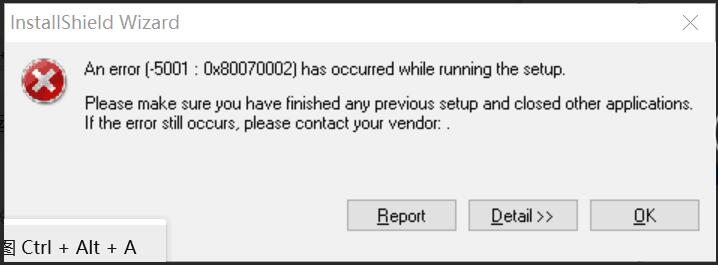 InstallShield Wizard
An error (-5001 : 0x80070002) has occurred while running the setup.
Please make sure you have finished any previous setup and closed other applications.
If the error still occurs, please contact your vendor: .
Report
Detail >>
OK
图 Ctrl + Alt + A